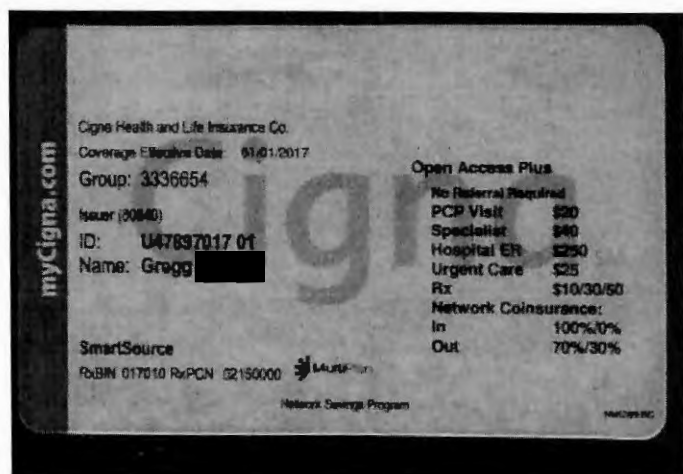 myCigna.com
Cigna Health and Life Insurance Co.
Coverage Effective Date: 01/01/2017
Group: 3336654
Issuer (80840)
ID: U47897017 01
Name: Gregg
SmartSource
RxBIN 017010 RxPCN 02150000
MultiPlan
Network Savings Program
Cigna
Open Access Plus
No Referral Required
PCP Visit $20
Specialist $40
Hospital ER $250
Urgent Care $25
Rx $10/30/50
Network Coinsurance:
In 100%/0%
Out 70%/30%